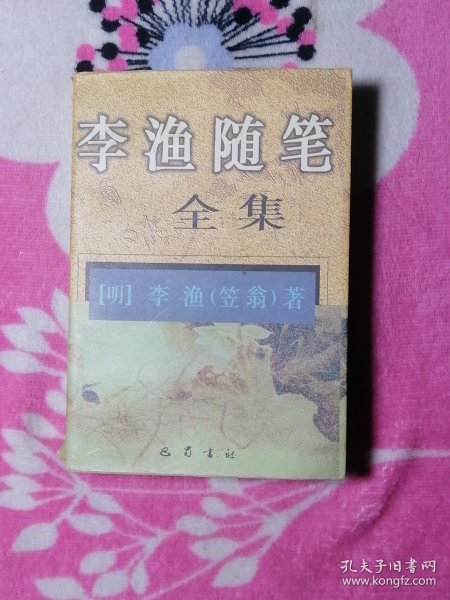 李渔随笔
全集
[明] 李渔(笠翁)著
巴蜀书社
孔夫子旧书网
www.kongfz.com